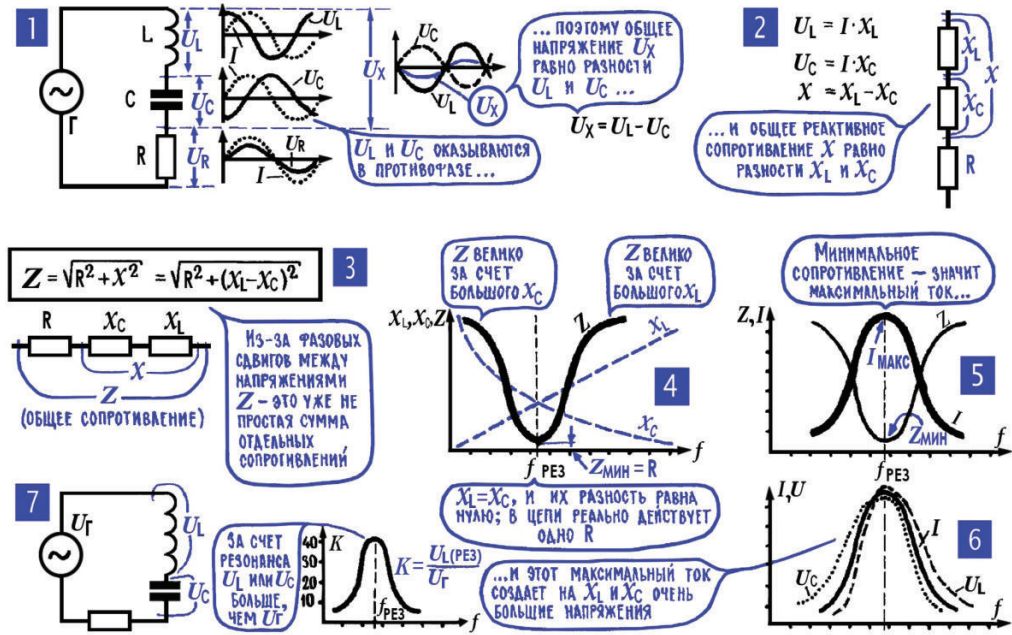 1
L
U_L
C
U_C
R
U_R
Г
I
U_L
I
U_C
U_R
I
U_X
U_C
U_L
U_X
...ПОЭТОМУ ОБЩЕЕ
НАПРЯЖЕНИЕ U_X
РАВНО РАЗНОСТИ
U_L И U_C ...
U_X = U_L - U_C
U_L И U_C ОКАЗЫВАЮТСЯ
В ПРОТИВОФАЗЕ...
2
U_L = I · X_L
U_C = I · X_C
X = X_L - X_C
...И ОБЩЕЕ РЕАКТИВНОЕ
СОПРОТИВЛЕНИЕ X РАВНО
РАЗНОСТИ X_L И X_C
X_L
X_C
X
R
3
Z = √R² + X² = √R² + (X_L - X_C)²
R X_C X_L
X
Z
(ОБЩЕЕ СОПРОТИВЛЕНИЕ)
ИЗ-ЗА ФАЗОВЫХ
СДВИГОВ МЕЖДУ
НАПРЯЖЕНИЯМИ
Z – ЭТО УЖЕ НЕ
ПРОСТАЯ СУММА
ОТДЕЛЬНЫХ
СОПРОТИВЛЕНИЙ
Z ВЕЛИКО
ЗА СЧЕТ
БОЛЬШОГО X_C
Z ВЕЛИКО
ЗА СЧЕТ
БОЛЬШОГО X_L
X_L, X_C, Z
Z
X_L
4
X_C
f
f РЕЗ
Z МИН = R
X_L = X_C, И ИХ РАЗНОСТЬ РАВНА
НУЛЮ; В ЦЕПИ РЕАЛЬНО ДЕЙСТВУЕТ
ОДНО R
МИНИМАЛЬНОЕ
СОПРОТИВЛЕНИЕ – ЗНАЧИТ
МАКСИМАЛЬНЫЙ ТОК...
Z, I
Z
I МАКС
5
Z МИН
I
f
f РЕЗ
I, U
I
6
U_C
U_L
f
...И ЭТОТ МАКСИМАЛЬНЫЙ ТОК
СОЗДАЕТ НА X_L И X_C ОЧЕНЬ
БОЛЬШИЕ НАПРЯЖЕНИЯ
7
U_Г
U_L
U_C
ЗА СЧЕТ
РЕЗОНАНСА
U_L ИЛИ U_C
БОЛЬШЕ,
ЧЕМ U_Г
K
40
30
20
10
f РЕЗ
f
K = U_L(РЕЗ) / U_Г